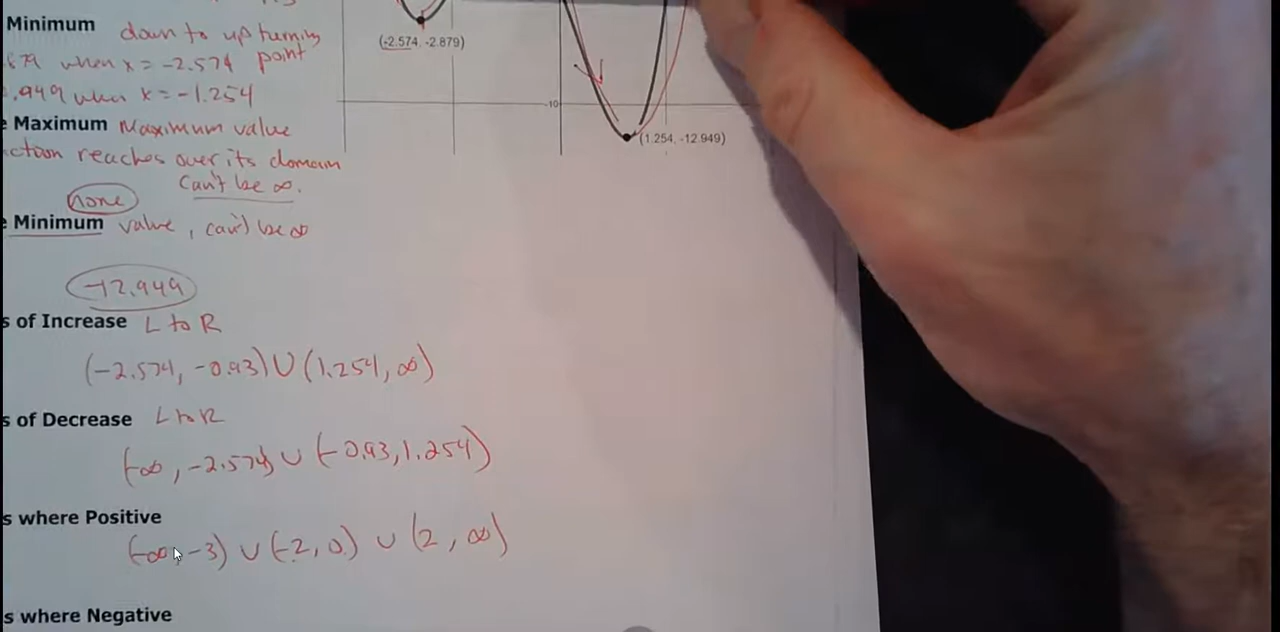 Minimum down to up turning
(-2.574, -2.879)
879 when x = -2.574 point
.949 when x = -1.254
-10
(1.254, -12.949)
e Maximum Maximum value
ction reaches over its domain
Can't be ∞.
none
e Minimum value, can't be ∞
-12.949
s of Increase L to R
(-2.574, -0.93) ∪ (1.254, ∞)
s of Decrease L to R
(-∞, -2.574) ∪ (-0.93, 1.254)
s where Positive
(-∞, -3) ∪ (-2, 0) ∪ (2, ∞)
s where Negative